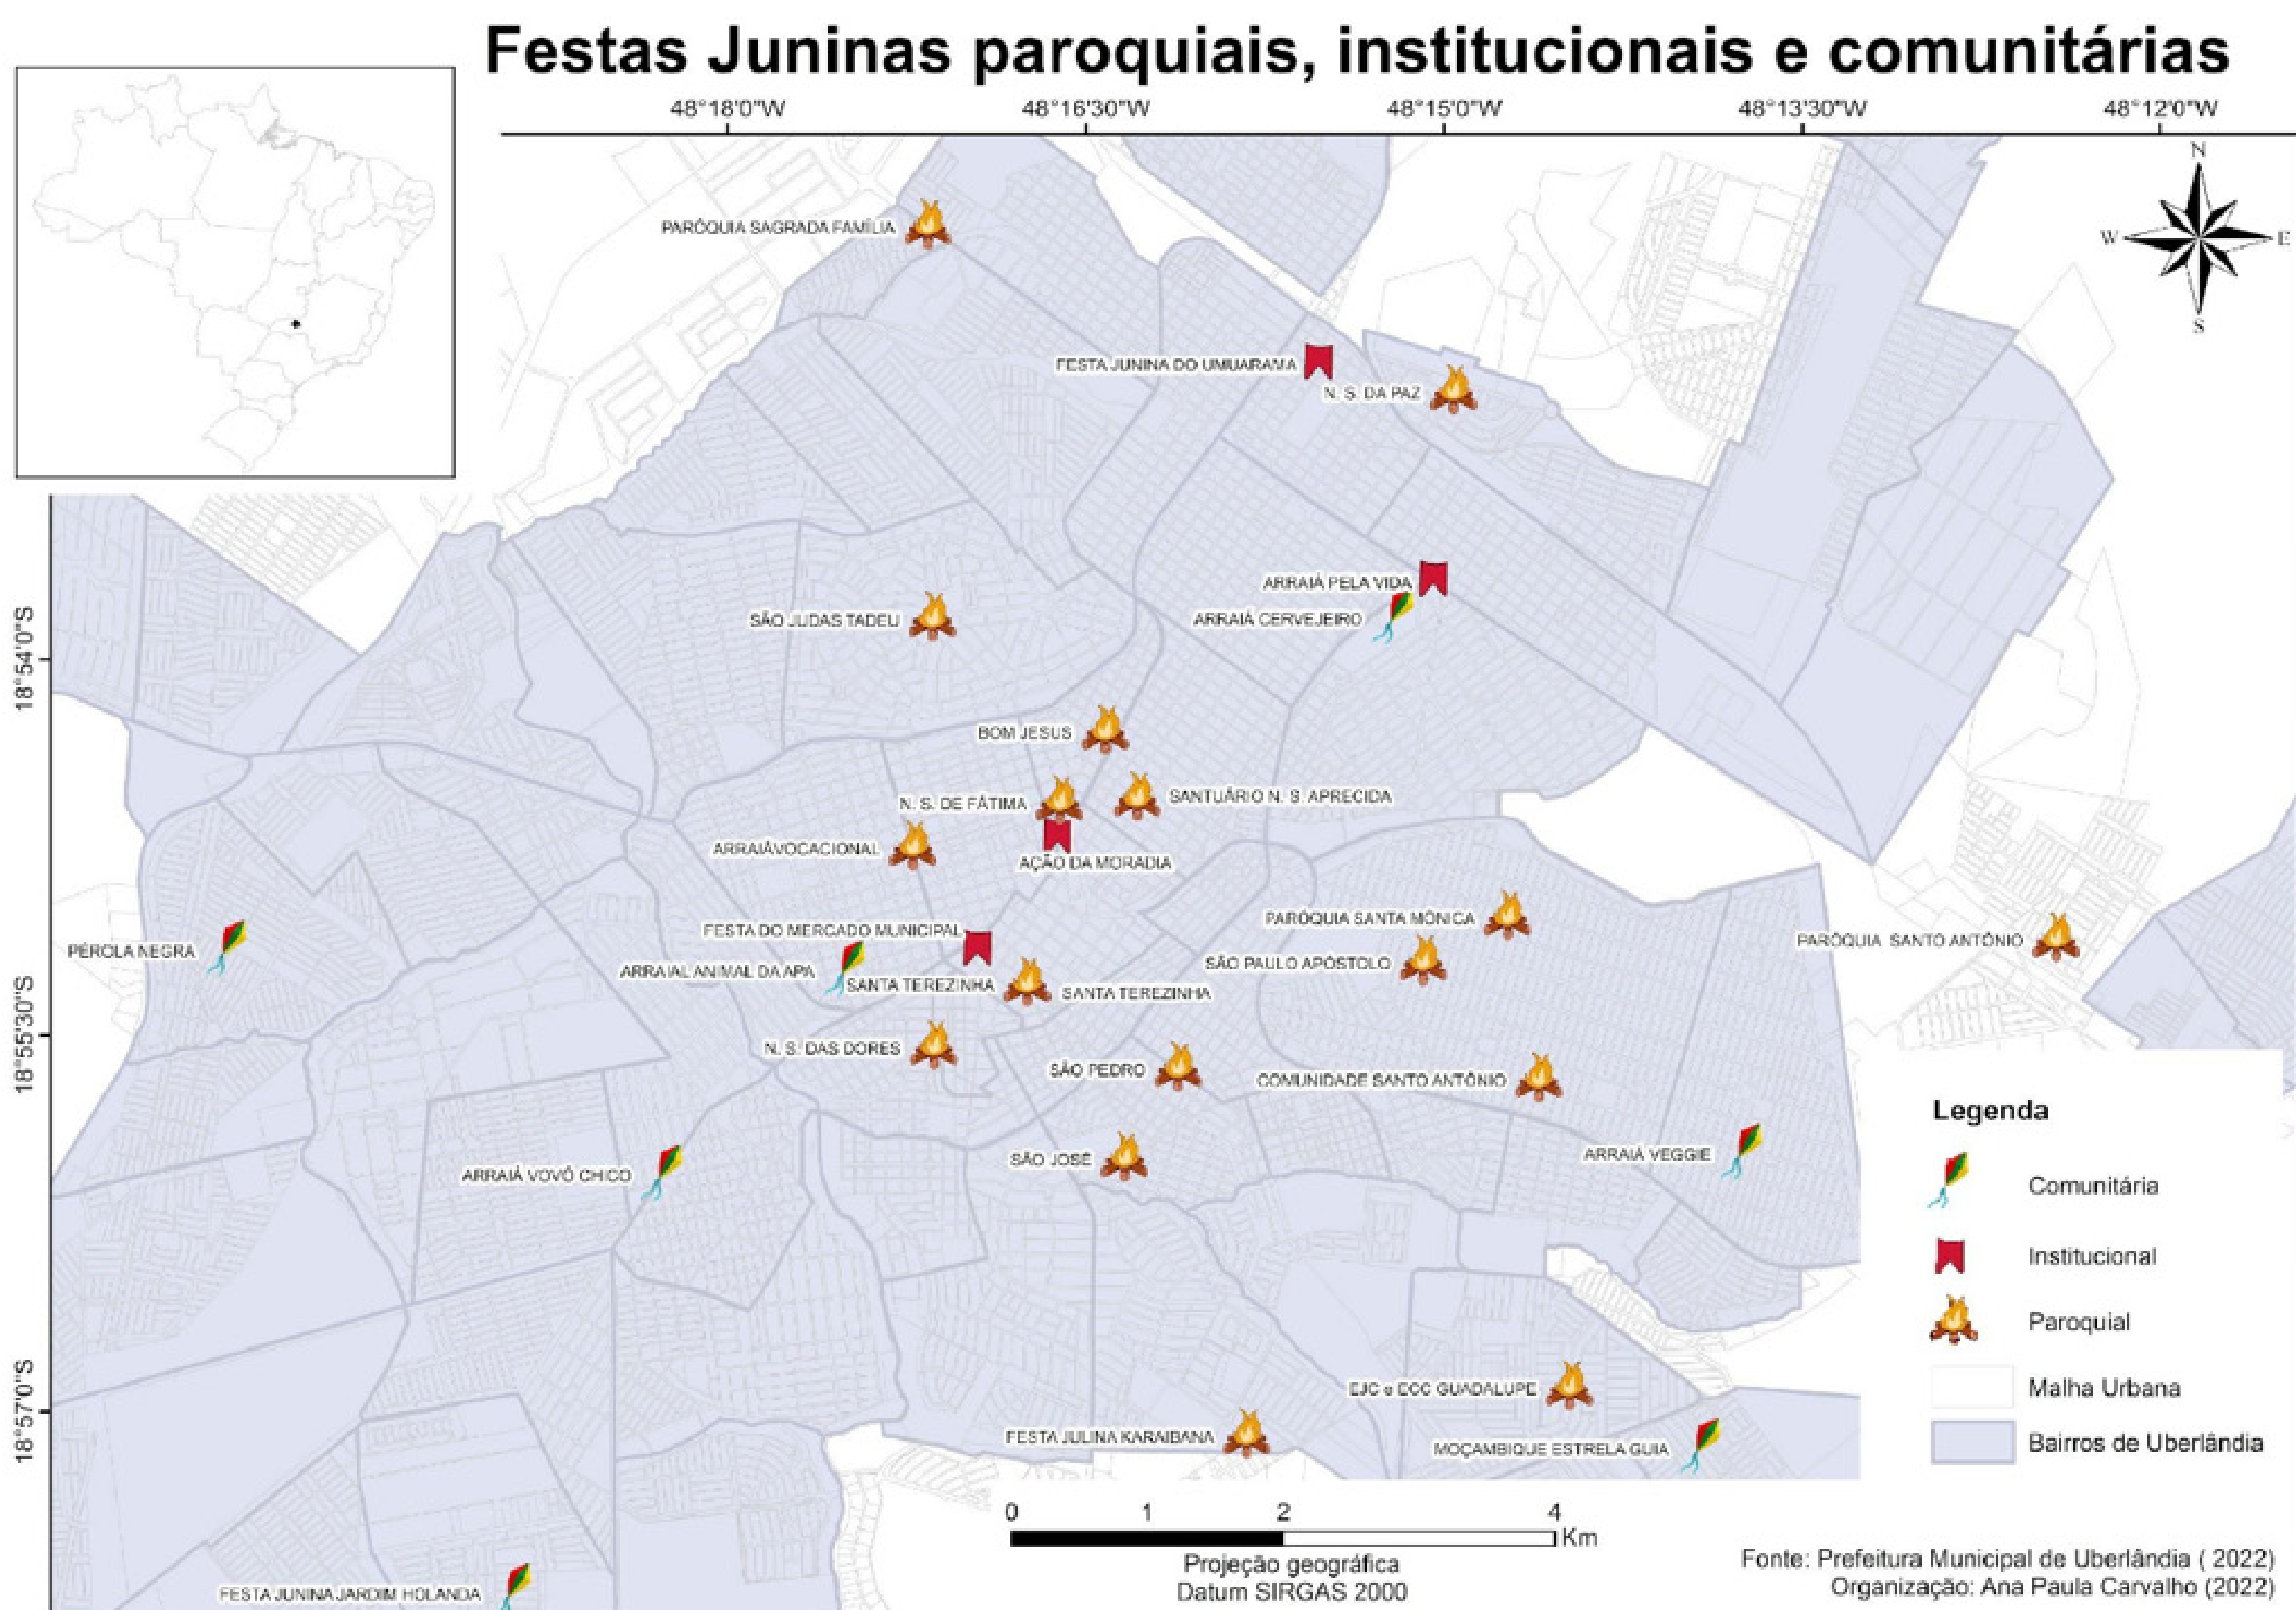 Festas Juninas paroquiais, institucionais e comunitárias
48°18'0"W
48°16'30"W
48°15'0"W
48°13'30"W
48°12'0"W
N
W
E
S
PARÓQUIA SAGRADA FAMÍLIA
FESTA JUNINA DO UMUARAMA
N. S. DA PAZ
ARRAIÁ PELA VIDA
ARRAIÁ CERVEJEIRO
SÃO JUDAS TADEU
18°54'0"S
BOM JESUS
N. S. DE FÁTIMA
SANTUÁRIO N. S. APRECIDA
ARRAIÁVOCACIONAL
AÇÃO DA MORADIA
PARÓQUIA SANTA MÔNICA
FESTA DO MERCADO MUNICIPAL
PÉROLA NEGRA
PARÓQUIA SANTO ANTÔNIO
SÃO PAULO APÓSTOLO
ARRAIAL ANIMAL DA APA
SANTA TEREZINHA
SANTA TEREZINHA
18°55'30"S
N. S. DAS DORES
SÃO PEDRO
COMUNIDADE SANTO ANTÔNIO
SÃO JOSÉ
ARRAIÁ VEGGIE
ARRAIÁ VOVÔ CHICO
Legenda
Comunitária
Institucional
Paroquial
Malha Urbana
Bairros de Uberlândia
18°57'0"S
EJC e ECC GUADALUPE
FESTA JULINA KARAIBANA
MOÇAMBIQUE ESTRELA GUIA
0 1 2 4
Km
Projeção geográfica
Datum SIRGAS 2000
FESTA JUNINA JARDIM HOLANDA
Fonte: Prefeitura Municipal de Uberlândia ( 2022)
Organização: Ana Paula Carvalho (2022)